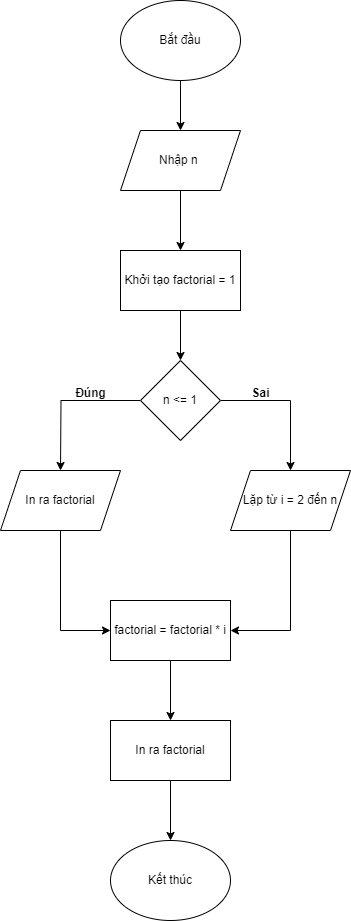 Bắt đầu
Nhập n
Khởi tạo factorial = 1
n <= 1
Đúng
Sai
In ra factorial
Lặp từ i = 2 đến n
factorial = factorial * i
In ra factorial
Kết thúc